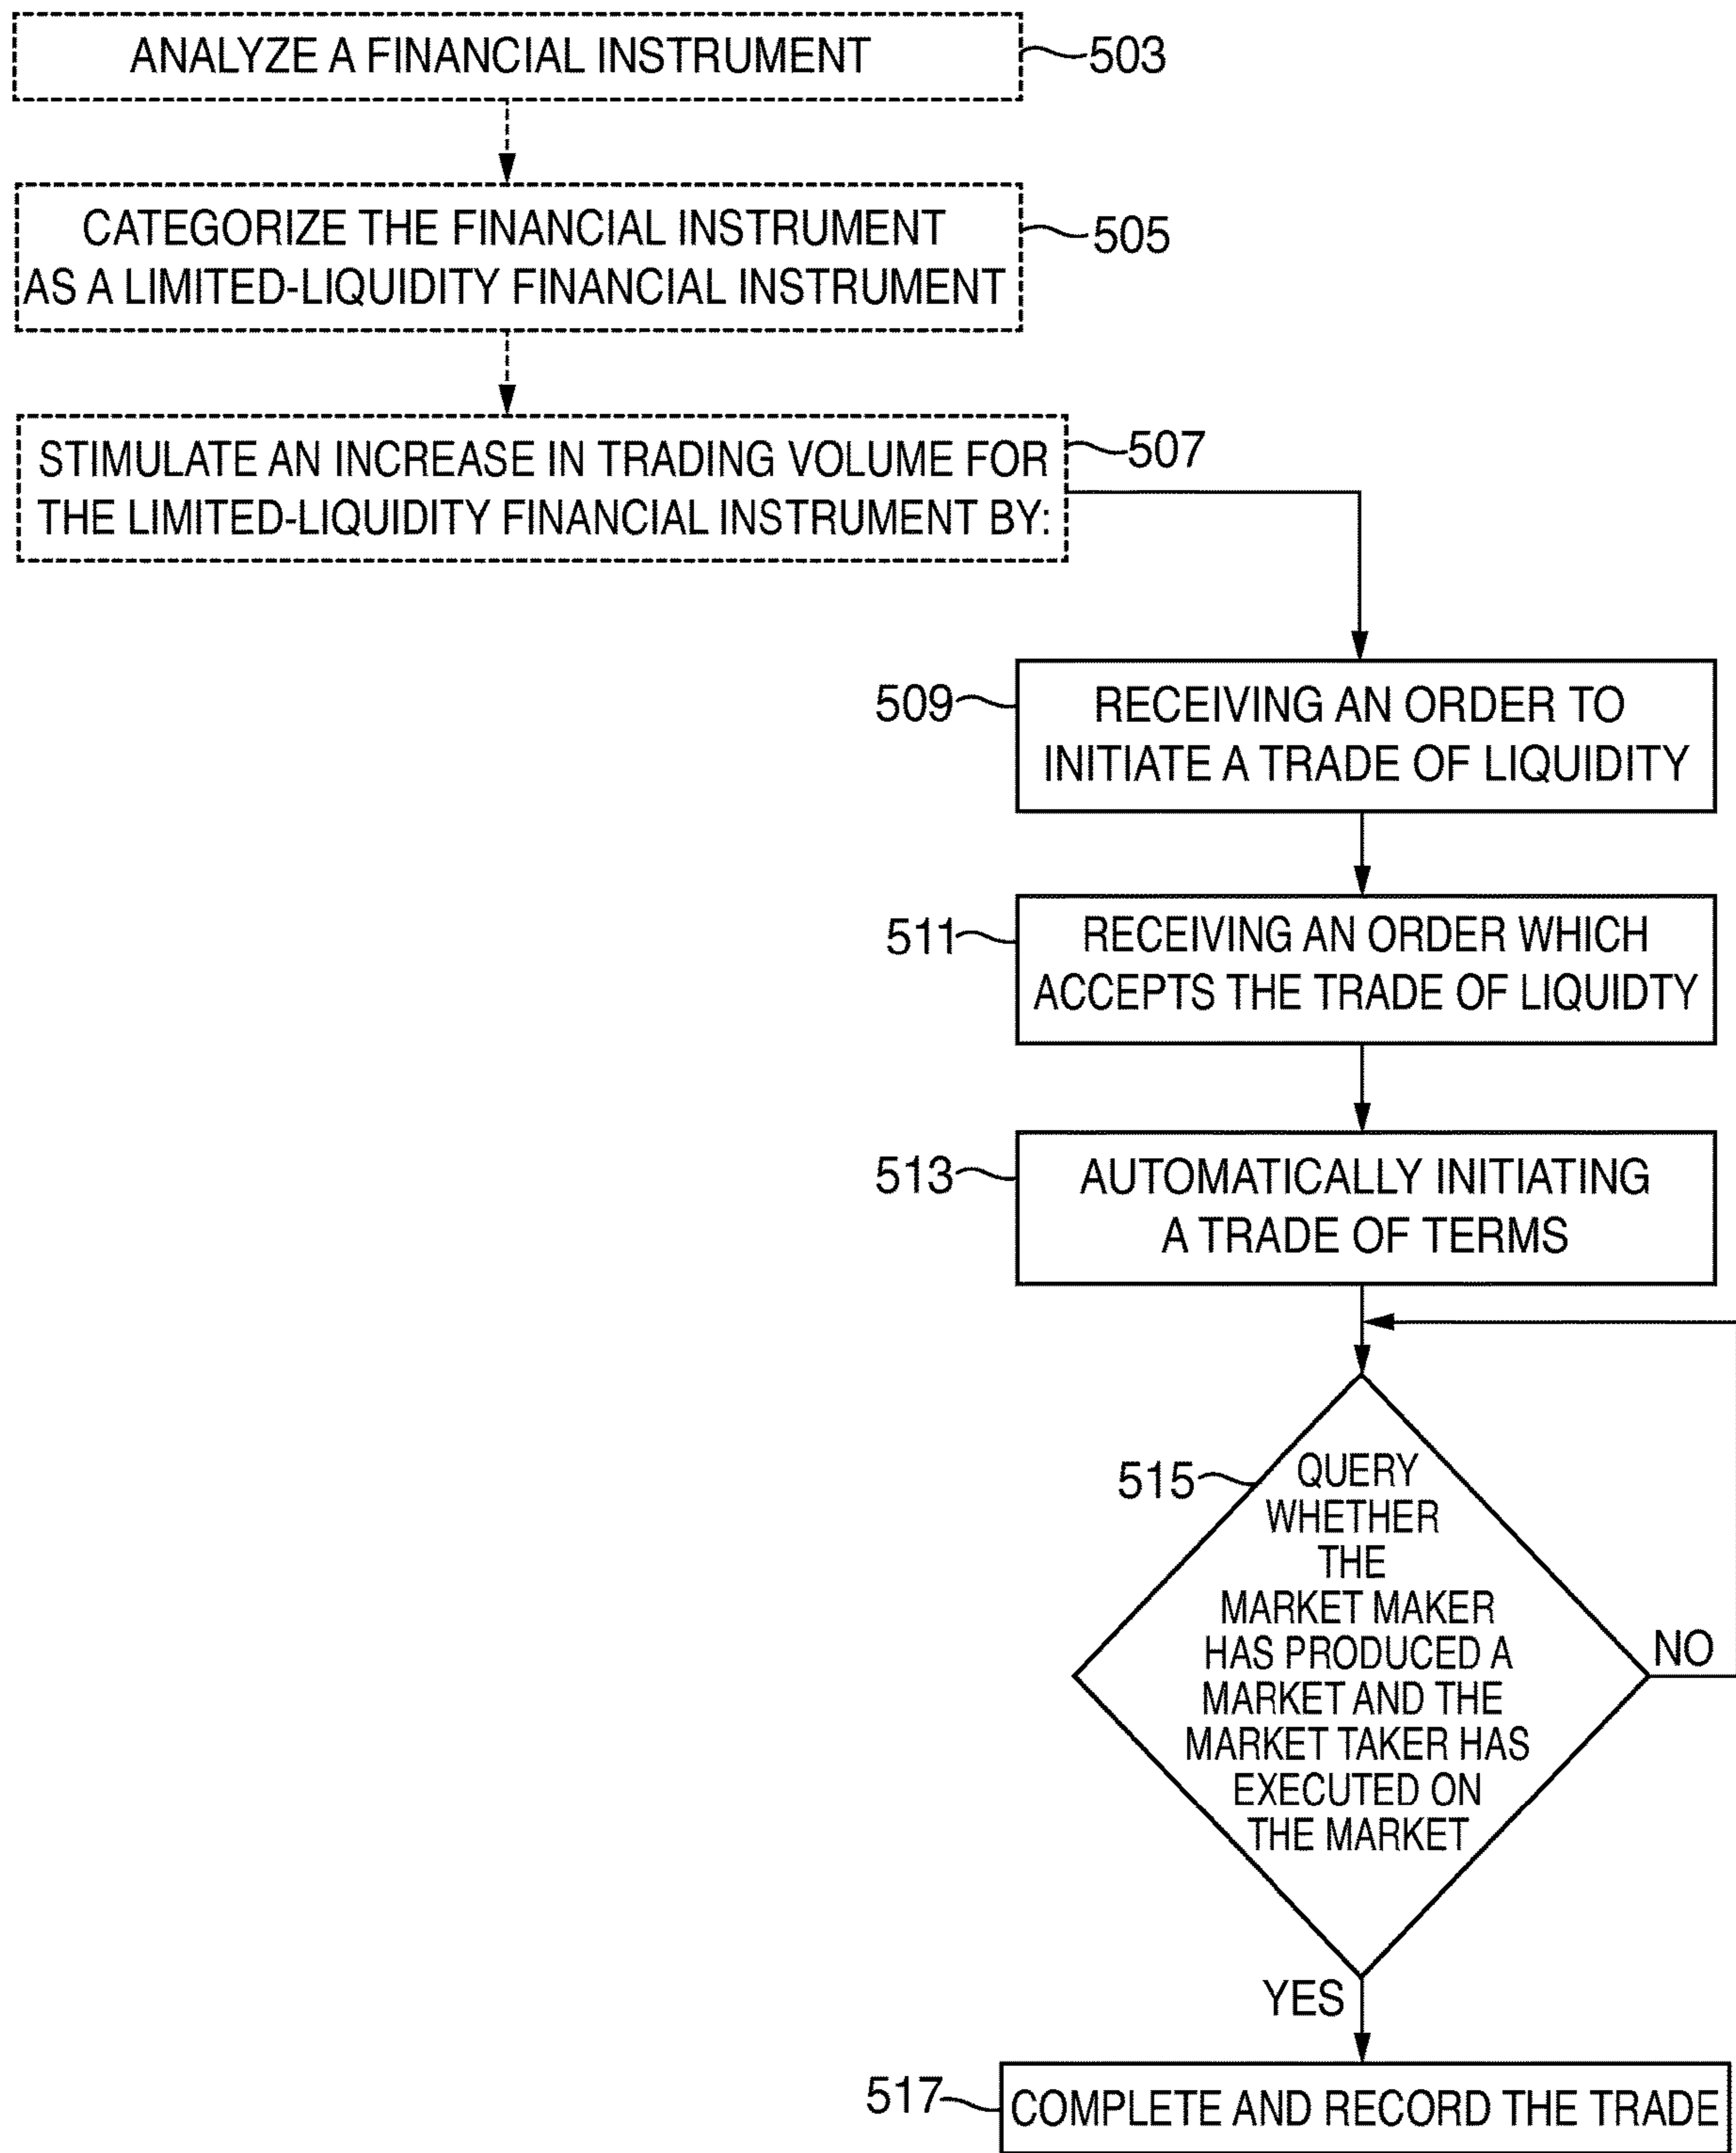 ANALYZE A FINANCIAL INSTRUMENT
503
CATEGORIZE THE FINANCIAL INSTRUMENT
AS A LIMITED-LIQUIDITY FINANCIAL INSTRUMENT
505
STIMULATE AN INCREASE IN TRADING VOLUME FOR
THE LIMITED-LIQUIDITY FINANCIAL INSTRUMENT BY:
507
509
RECEIVING AN ORDER TO
INITIATE A TRADE OF LIQUIDITY
511
RECEIVING AN ORDER WHICH
ACCEPTS THE TRADE OF LIQUIDTY
513
AUTOMATICALLY INITIATING
A TRADE OF TERMS
515
QUERY
WHETHER
THE
MARKET MAKER
HAS PRODUCED A
MARKET AND THE
MARKET TAKER HAS
EXECUTED ON
THE MARKET
NO
YES
517
COMPLETE AND RECORD THE TRADE